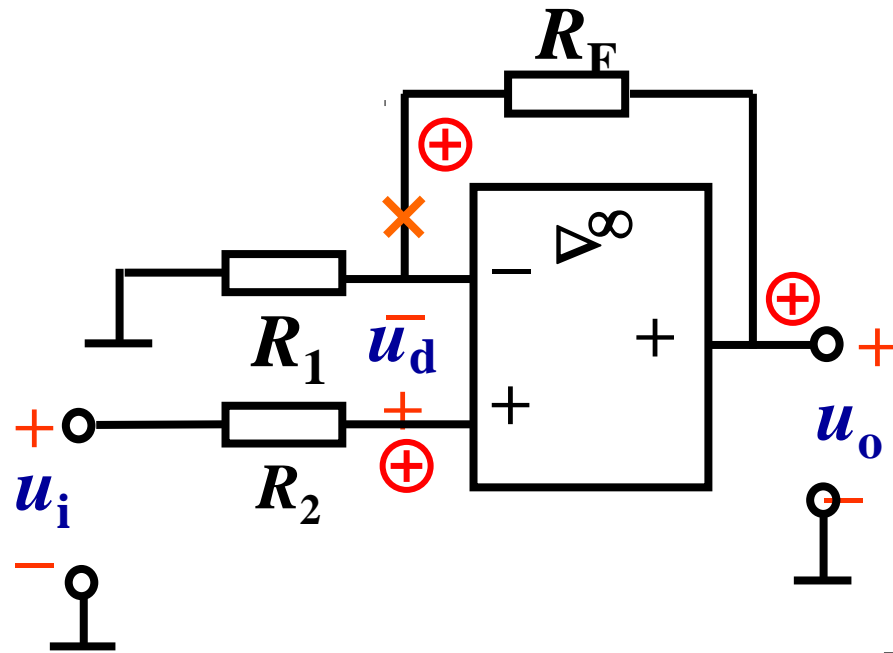 R_F
⊕
×
▷∞
−
R_1
−
u_d
+
⊕
+
+
+
u_i
−
R_2
+
+
⊕
u_o
−